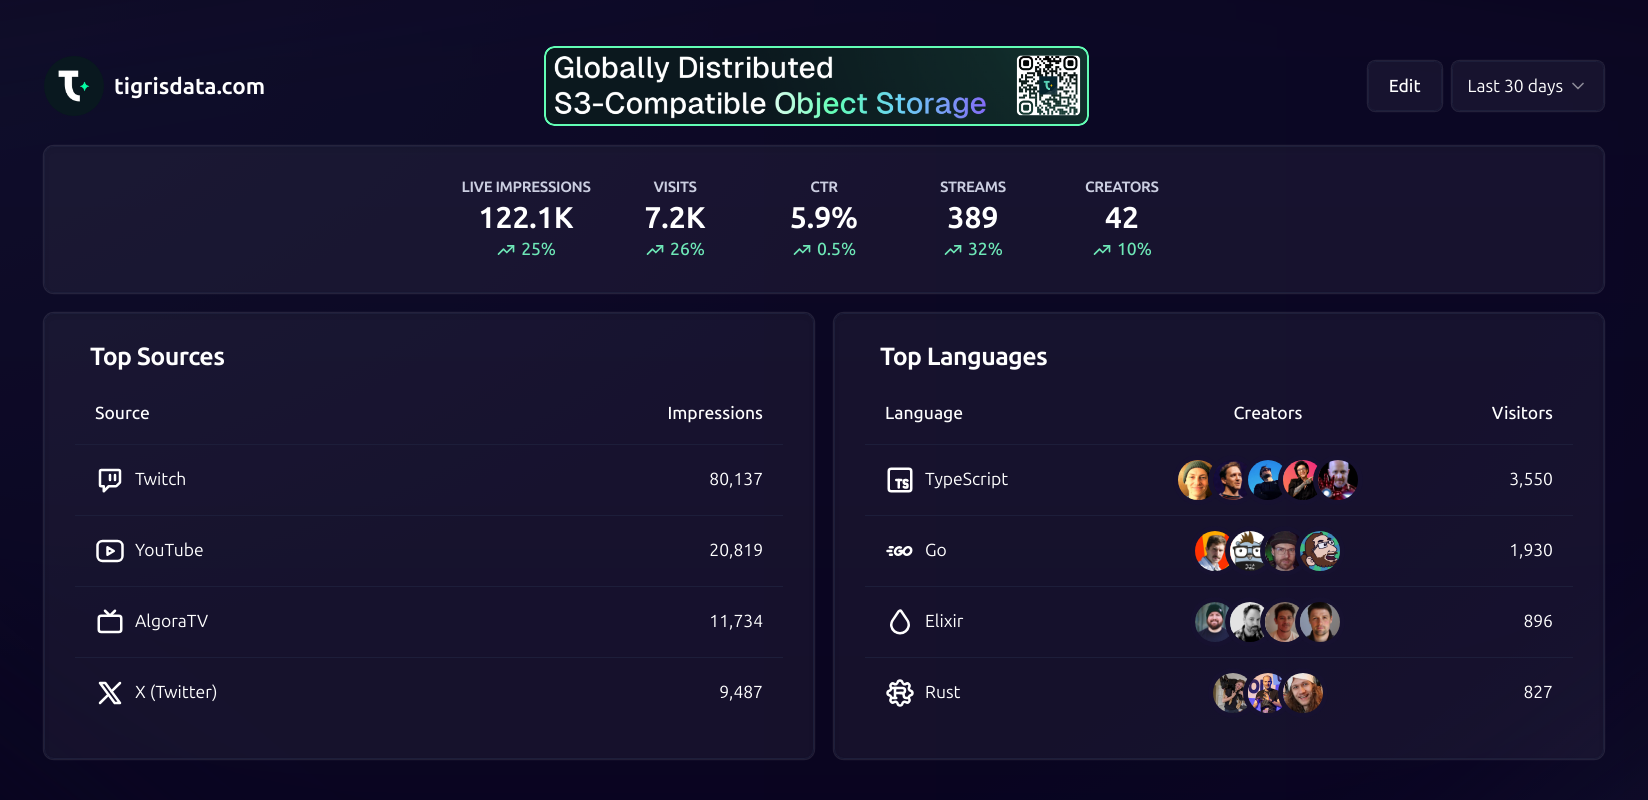 tigrisdata.com
Globally Distributed
S3-Compatible Object Storage
Edit
Last 30 days
LIVE IMPRESSIONS
122.1K
25%
VISITS
7.2K
26%
CTR
5.9%
0.5%
STREAMS
389
32%
CREATORS
42
10%
Top Sources
Source Impressions
Twitch 80,137
YouTube 20,819
AlgoraTV 11,734
X (Twitter) 9,487
Top Languages
Language Creators Visitors
TS TypeScript 3,550
GO Go 1,930
Elixir 896
Rust 827